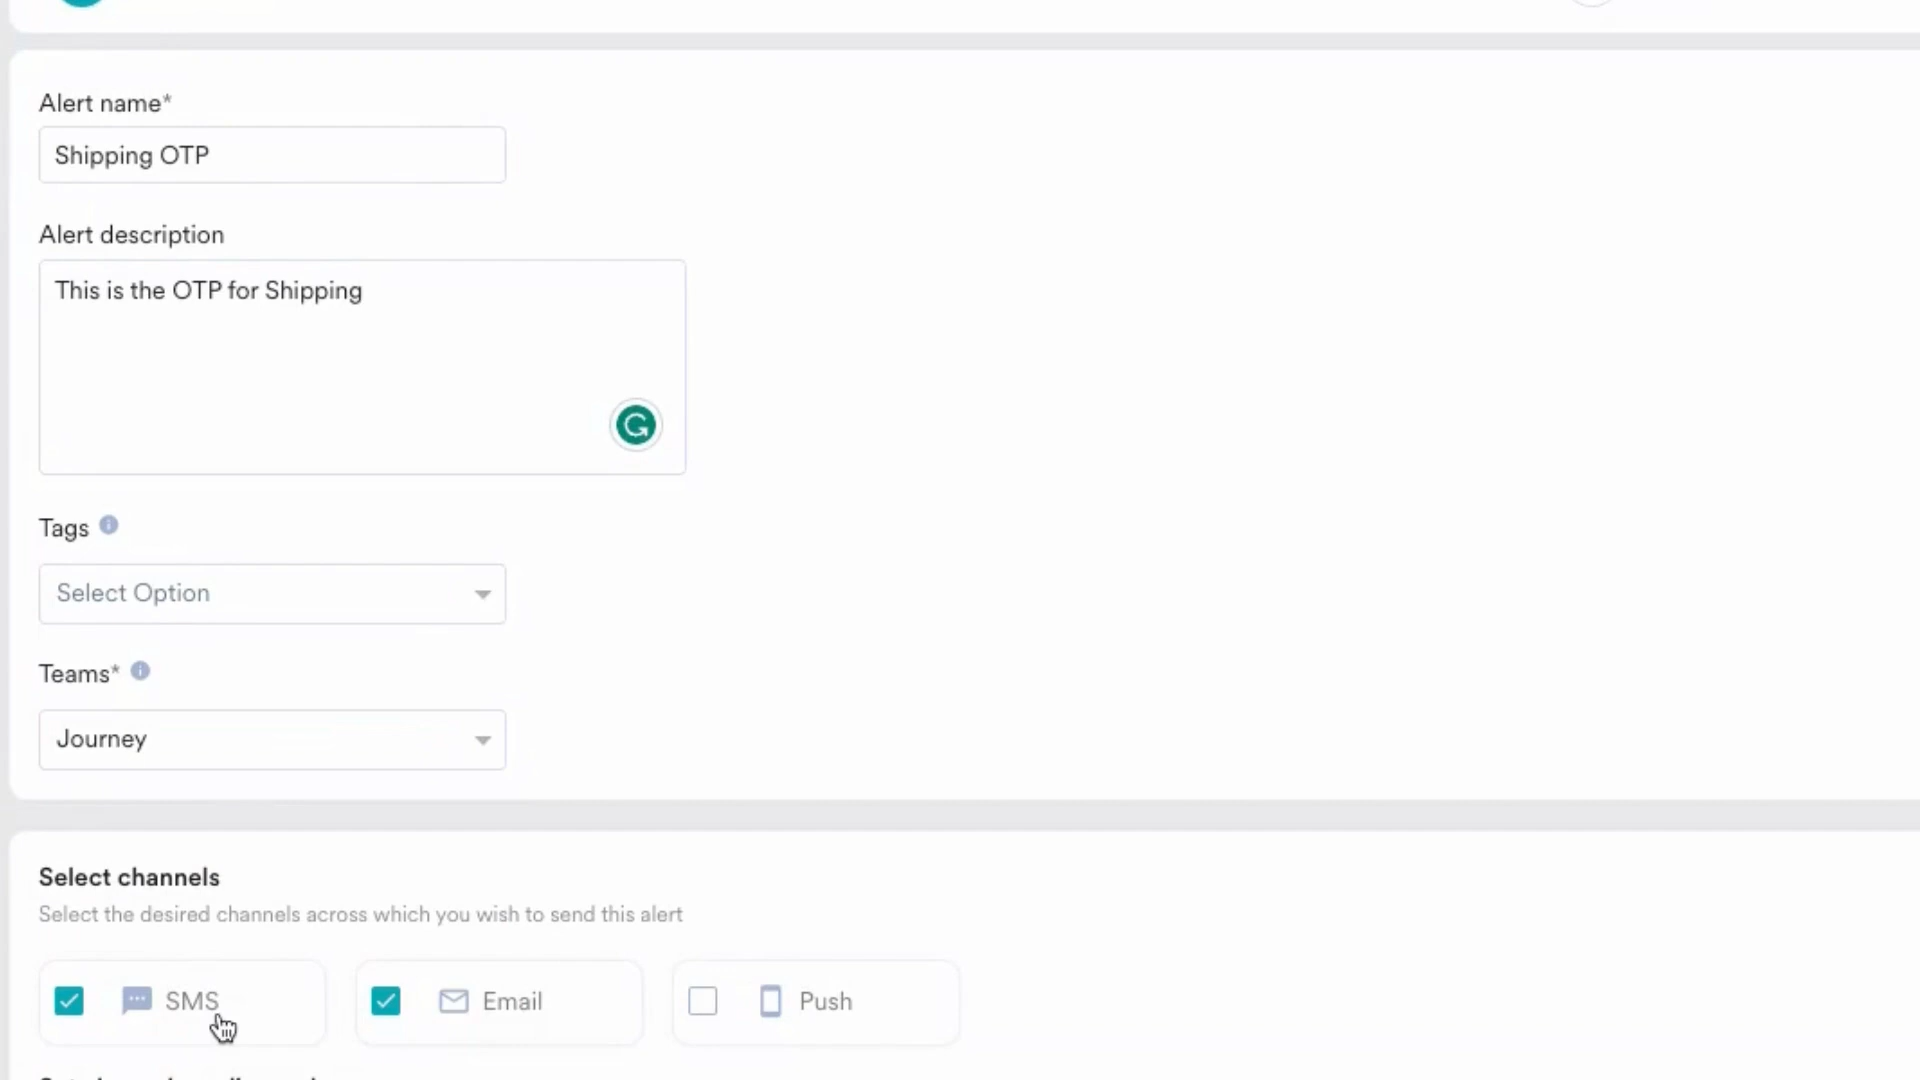 Alert name*
Shipping OTP
Alert description
This is the OTP for Shipping
Tags
Select Option
Teams*
Journey
Select channels
Select the desired channels across which you wish to send this alert
SMS
Email
Push